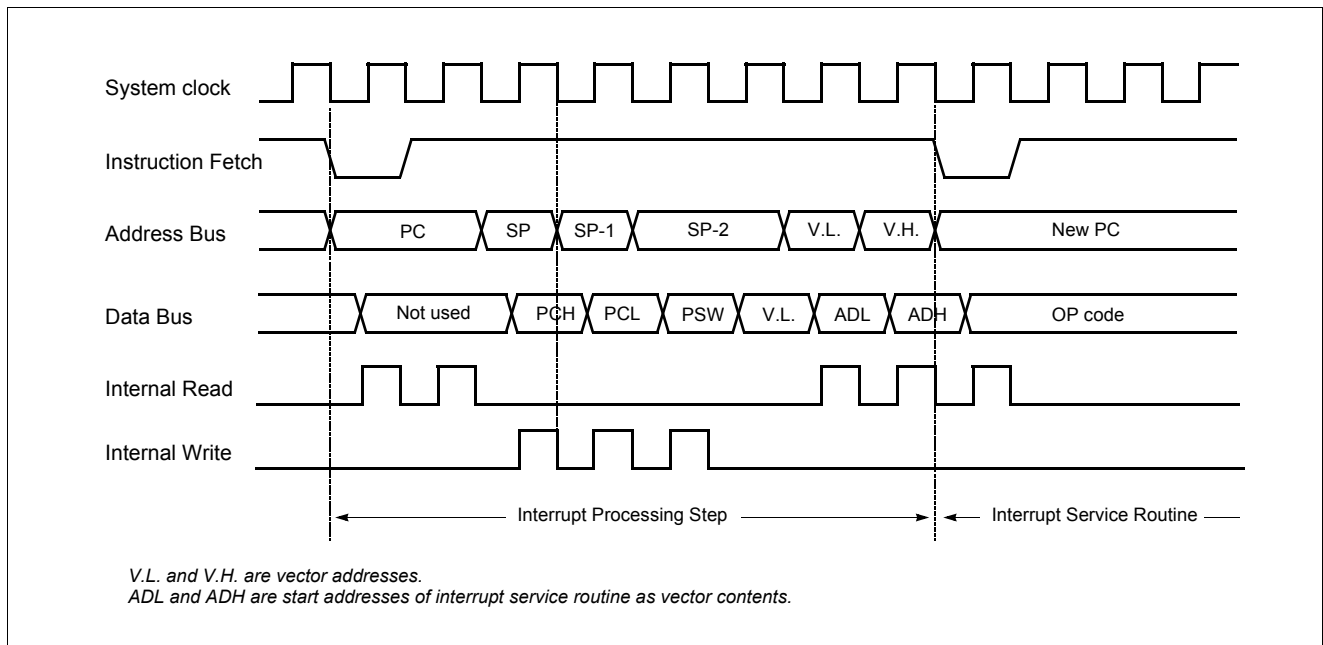 System clock
Instruction Fetch
Address Bus PC SP SP-1 SP-2 V.L. V.H. New PC
Data Bus Not used PCH PCL PSW V.L. ADL ADH OP code
Internal Read
Internal Write
Interrupt Processing Step Interrupt Service Routine
V.L. and V.H. are vector addresses.
ADL and ADH are start addresses of interrupt service routine as vector contents.